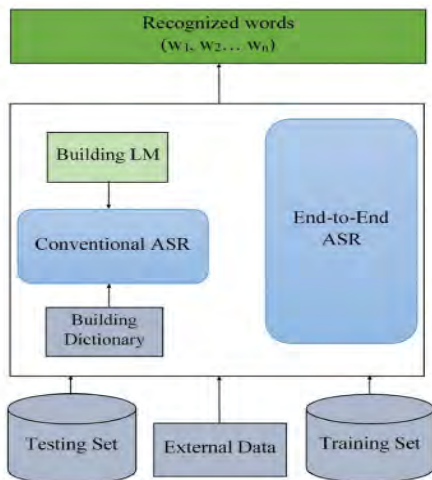 Recognized words
(w₁, w₂... wₙ)
Building LM
Conventional ASR
Building
Dictionary
End-to-End
ASR
Testing Set
External Data
Training Set